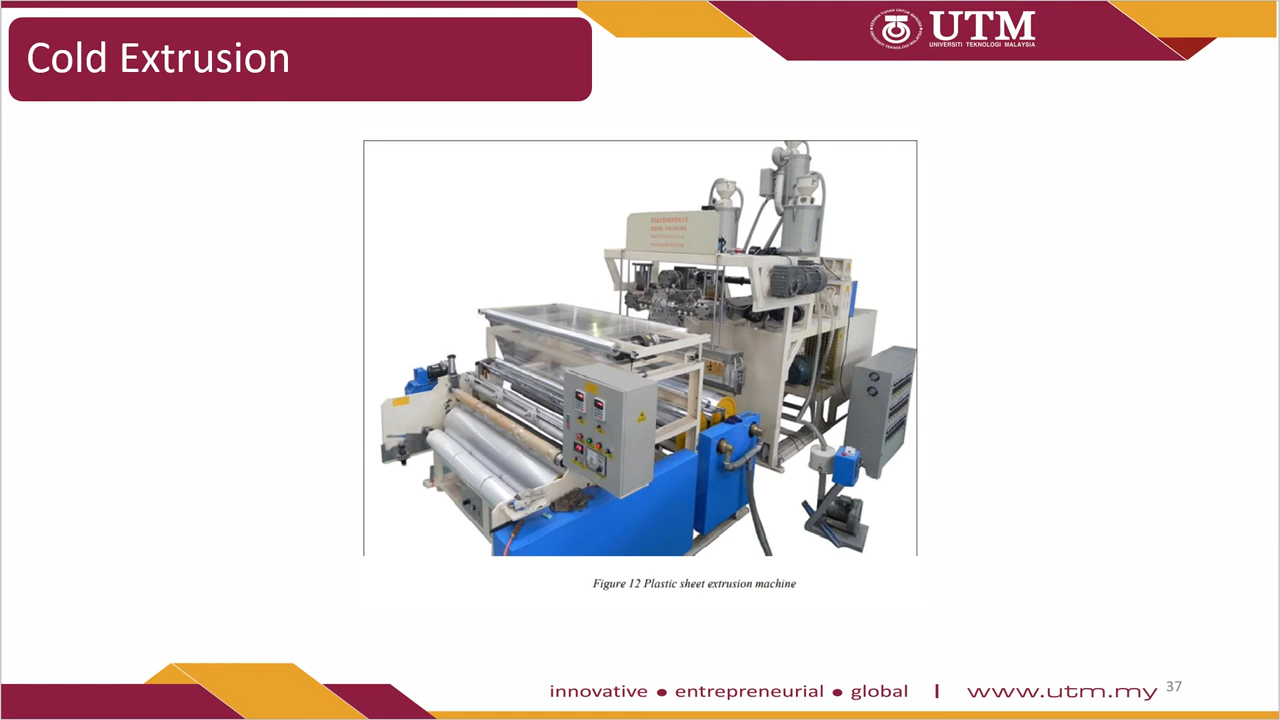 Cold Extrusion
UTM
UNIVERSITI TEKNOLOGI MALAYSIA
Figure 12 Plastic sheet extrusion machine
innovative ● entrepreneurial ● global | www.utm.my
37